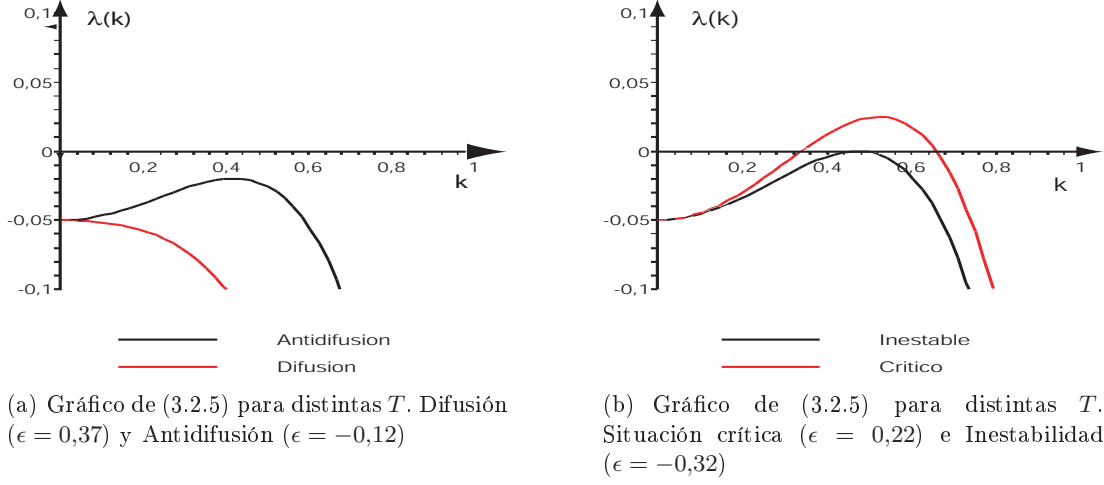 0,1
λ(k)
0,05
0
0,2
0,4
0,6
0,8
1
k
-0,05
-0,1
Antidifusion
Difusion
(a) Gráfico de (3.2.5) para distintas T. Difusión
(ϵ = 0,37) y Antidifusión (ϵ = −0,12)
0,1
λ(k)
0,05
0
0,2
0,4
0,6
0,8
1
k
-0,05
-0,1
Inestable
Critico
(b) Gráfico de (3.2.5) para distintas T.
Situación crítica (ϵ = 0,22) e Inestabilidad
(ϵ = −0,32)